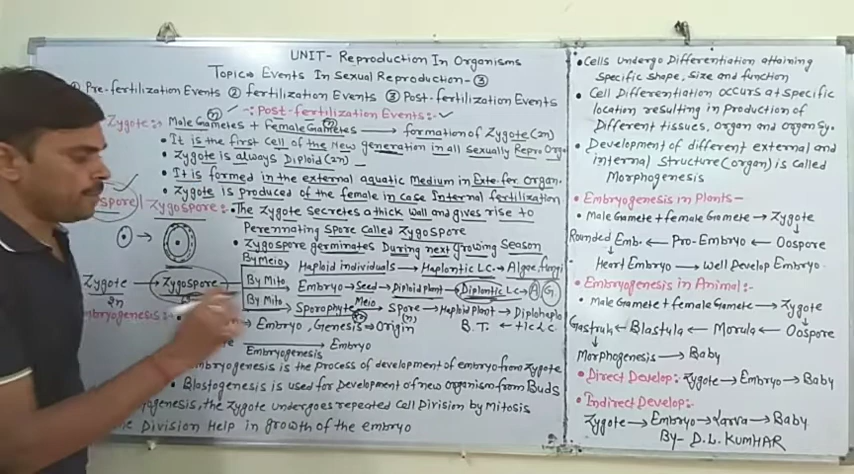 UNIT- Reproduction In Organisms
Topic:- Events In Sexual Reproduction-③
① Pre-fertilization Events ② fertilization Events ③ Post-fertilization Events
-: Post-fertilization Events:-
Zygote:- Male Gametes (n) + Female Gametes (n) → formation of Zygote (2n)
• It is the first cell of the New generation in all sexually Repro. Orga.
• Zygote is always Diploid (2n)
• It is formed in the external aquatic Medium in Exte. fer. Organ.
• Zygote is produced of the female in case Internal fertilization
spore | Zygospore:- • The Zygote secretes a thick wall and gives rise to
Perennating spore called Zygospore
• Zygospore germinates During next growing season
By Meio → Haploid individuals → Haplontic L.C. → Algae, fungi
Zygote 2n → Zygospore
By Mito → Embryo → Seed → Diploid plant → Diplontic L.C. → A G
By Mito → Sporophyte Meio → Spore (n) → Haploid plant → Diplohaplo
mbryogenesis:- → Embryo, Genesis ⇒ Origin B.T. ← tic L.C.
Embryogenesis → Embryo
mbryogenesis is the process of development of embryo from zygote
• Blastogenesis is used for Development of new organism from Buds
genesis, the Zygote undergoes repeated Cell Division by Mitosis
Division Help in growth of the embryo
• Cells undergo Differentiation attaining
specific shape, size and function
• Cell Differentiation occurs at specific
location resulting in production of
Different tissues, organ and organ sy.
• Development of different external and
internal structure (organ) is called
Morphogenesis
• Embryogenesis in Plants-
• Male Gamete + female Gamete → Zygote
Rounded Emb. ← Pro-Embryo ← Oospore
Heart Embryo → Well Develop Embryo
• Embryogenesis in Animal:-
• Male Gamete + female Gamete → Zygote
Gastrula ← Blastula ← Morula ← Oospore
Morphogenesis → Baby
• Direct Develop:- Zygote → Embryo → Baby
• Indirect Develop:-
Zygote → Embryo → Larva → Baby
By- D.L. KUMHAR